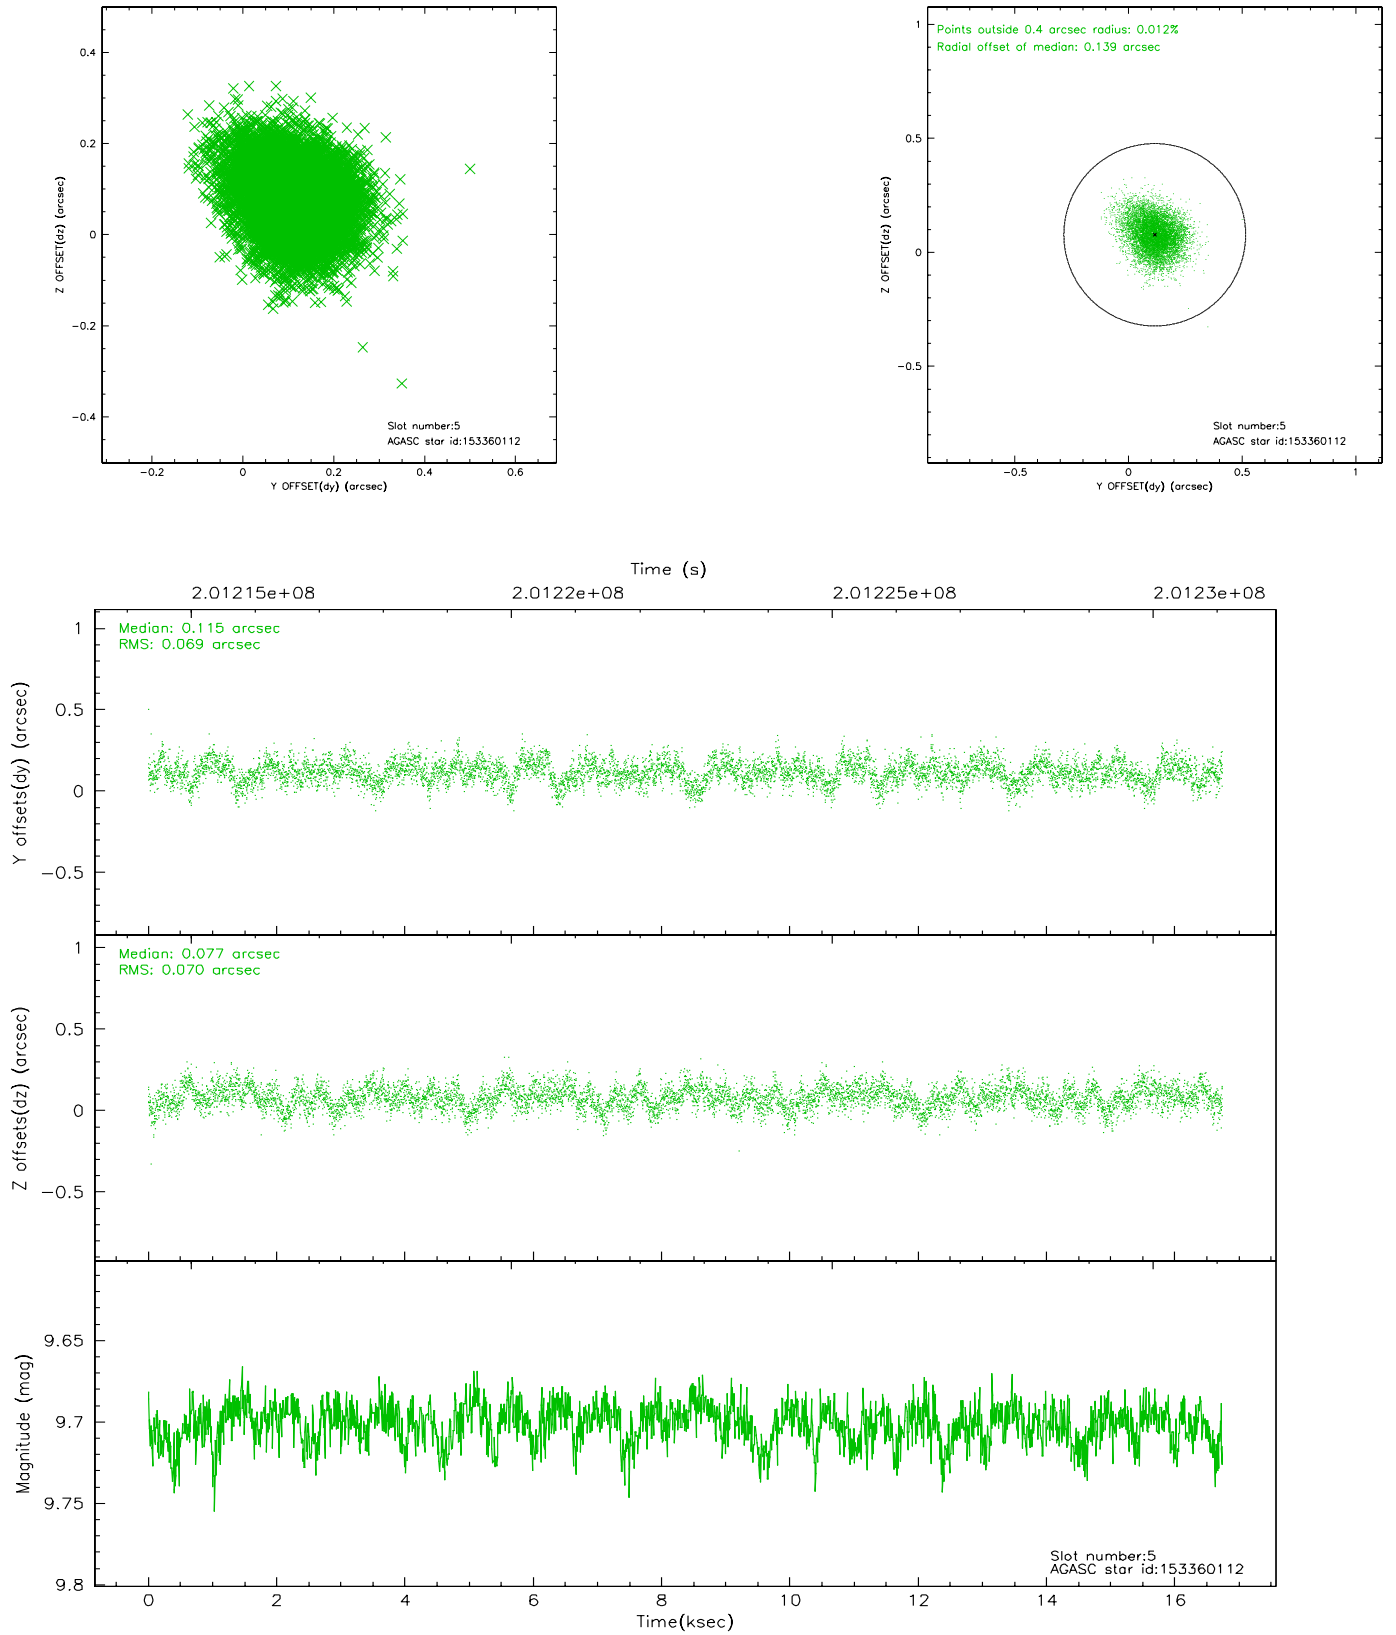 0.4
0.2
0
−0.2
−0.4
Z OFFSET(dz) (arcsec)
Slot number:5
AGASC star id:153360112
−0.2
0
0.2
0.4
0.6
Y OFFSET(dy) (arcsec)
Points outside 0.4 arcsec radius: 0.012%
Radial offset of median: 0.139 arcsec
1
0.5
0
−0.5
Z OFFSET(dz) (arcsec)
Slot number:5
AGASC star id:153360112
−0.5
0
0.5
1
Y OFFSET(dy) (arcsec)
Time (s)
2.01215e+08
2.0122e+08
2.01225e+08
2.0123e+08
Median: 0.115 arcsec
RMS: 0.069 arcsec
1
0.5
0
−0.5
Y offsets(dy) (arcsec)
Median: 0.077 arcsec
RMS: 0.070 arcsec
1
0.5
0
−0.5
Z offsets(dz) (arcsec)
9.65
9.7
9.75
9.8
Magnitude (mag)
Slot number:5
AGASC star id:153360112
0
2
4
6
8
10
12
14
16
Time(ksec)